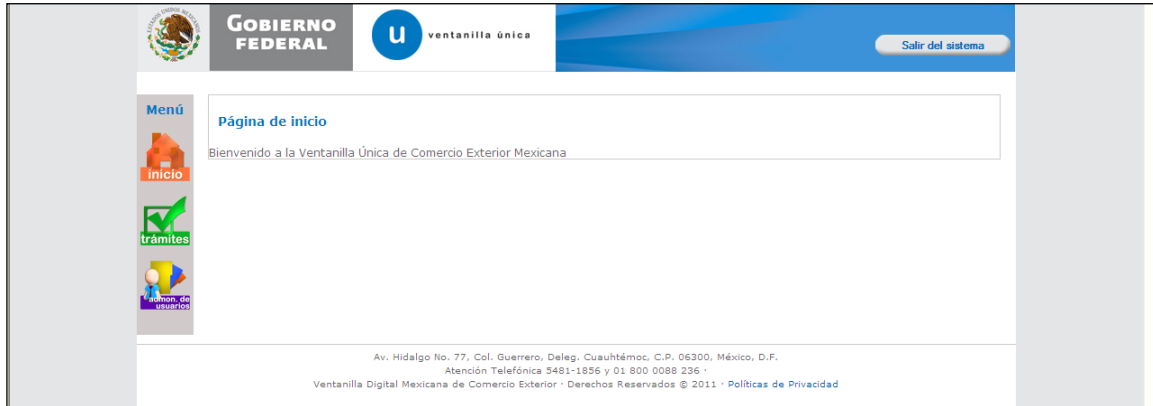 GOBIERNO
FEDERAL
u
ventanilla única
Salir del sistema
Menú
inicio
trámites
admon. de
usuarios
Página de inicio
Bienvenido a la Ventanilla Única de Comercio Exterior Mexicana
Av. Hidalgo No. 77, Col. Guerrero, Deleg. Cuauhtémoc, C.P. 06300, México, D.F.
Atención Telefónica 5481-1856 y 01 800 0088 236 ·
Ventanilla Digital Mexicana de Comercio Exterior · Derechos Reservados © 2011 · Políticas de Privacidad